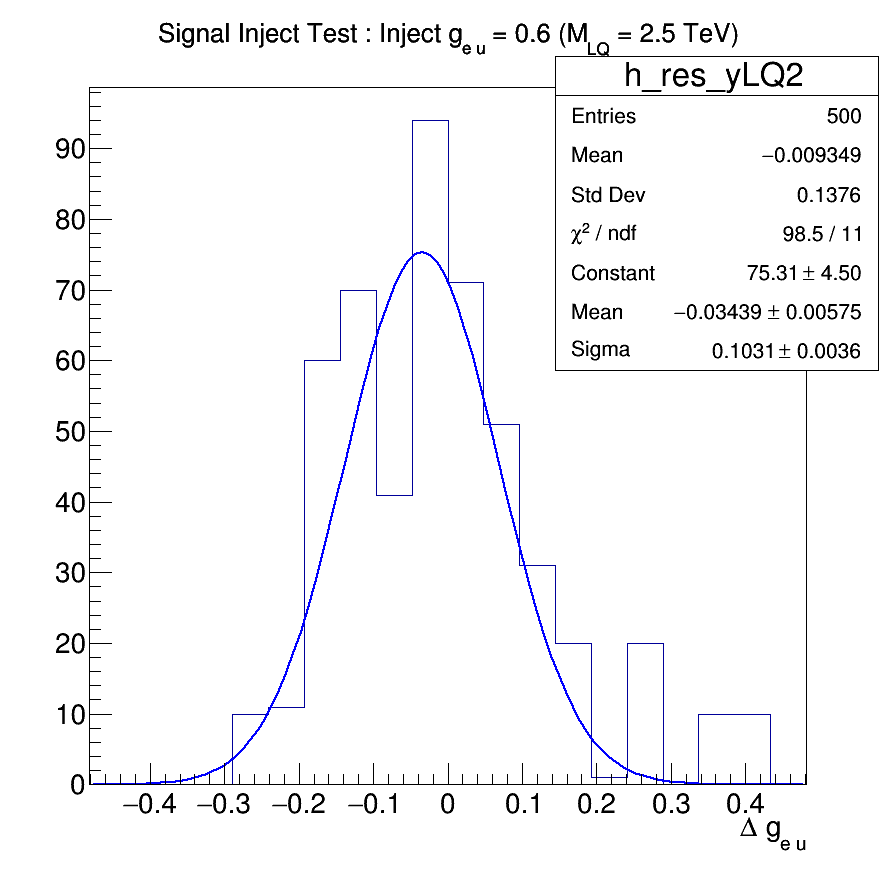 Signal Inject Test : Inject g_{e u} = 0.6 (M_{LQ} = 2.5 TeV)
h_res_yLQ2
Entries 500
Mean −0.009349
Std Dev 0.1376
χ² / ndf 98.5 / 11
Constant 75.31 ± 4.50
Mean −0.03439 ± 0.00575
Sigma 0.1031 ± 0.0036
90
80
70
60
50
40
30
20
10
0
−0.4 −0.3 −0.2 −0.1 0 0.1 0.2 0.3 0.4
Δ g_{e u}